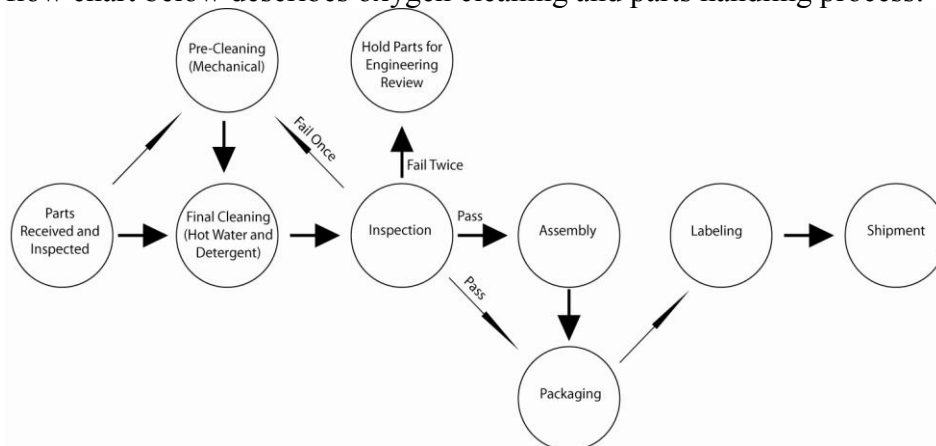 flow chart below describes oxygen cleaning and parts handling process.
Pre-Cleaning
(Mechanical)
Hold Parts for
Engineering
Review
Fail Once
Fail Twice
Parts
Received and
Inspected
Final Cleaning
(Hot Water and
Detergent)
Inspection
Pass
Assembly
Labeling
Shipment
Pass
Packaging